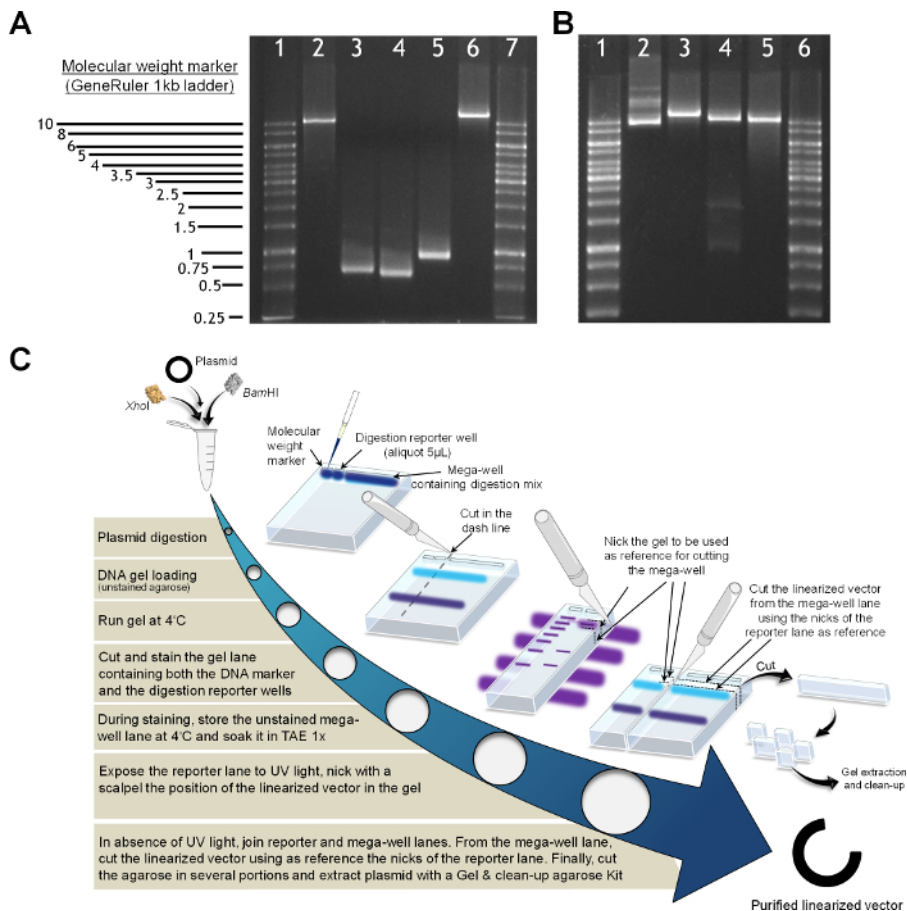 A
Molecular weight marker
(GeneRuler 1kb ladder)
10
8
6
5
4
3.5
3
2.5
2
1.5
1
0.75
0.5
0.25
1 2 3 4 5 6 7
B
1 2 3 4 5 6
C
Plasmid
XhoI
BamHI
Molecular
weight
marker
Digestion reporter well
(aliquot 5µL)
Mega-well
containing digestion mix
Cut in the
dash line
Nick the gel to be used
as reference for cutting
the mega-well
Cut the linearized vector
from the mega-well lane
using the nicks of the
reporter lane as reference
Cut
Gel extraction
and clean-up
Purified linearized vector
Plasmid digestion
DNA gel loading
(unstained agarose)
Run gel at 4°C
Cut and stain the gel lane
containing both the DNA marker
and the digestion reporter wells
During staining, store the unstained mega-
well lane at 4°C and soak it in TAE 1x
Expose the reporter lane to UV light, nick with a
scalpel the position of the linearized vector in the gel
In absence of UV light, join reporter and mega-well lanes. From the mega-well lane,
cut the linearized vector using as reference the nicks of the reporter lane. Finally, cut
the agarose in several portions and extract plasmid with a Gel & clean-up agarose Kit